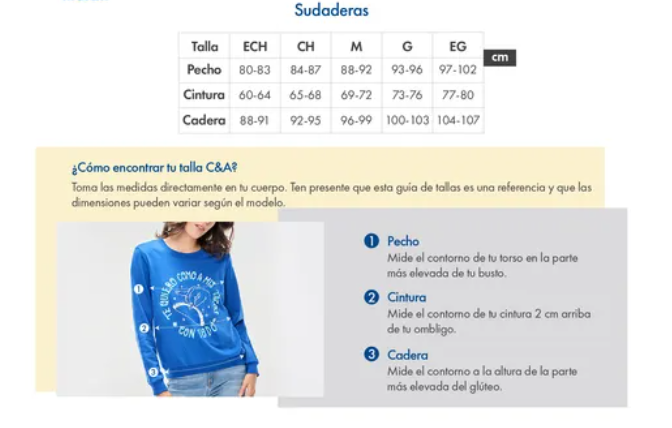 Sudaderas
Talla ECH CH M G EG
cm
Pecho 80-83 84-87 88-92 93-96 97-102
Cintura 60-64 65-68 69-72 73-76 77-80
Cadera 88-91 92-95 96-99 100-103 104-107
¿Cómo encontrar tu talla C&A?
Toma las medidas directamente en tu cuerpo. Ten presente que esta guía de tallas es una referencia y que las
dimensiones pueden variar según el modelo.
1 Pecho
Mide el contorno de tu torso en la parte
más elevada de tu busto.
2 Cintura
Mide el contorno de tu cintura 2 cm arriba
de tu ombligo.
3 Cadera
Mide el contorno a la altura de la parte
más elevada del glúteo.
1
2
3
TE QUIERO COMO A MIS
CON TODO